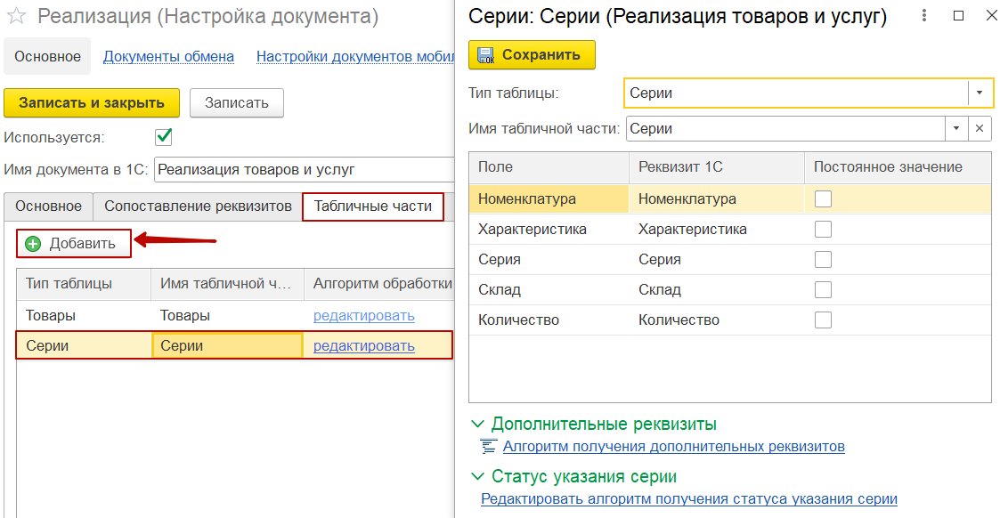 Реализация (Настройка документа)
Основное Документы обмена Настройки документов моби
Записать и закрыть Записать
Используется:
Имя документа в 1С: Реализация товаров и услуг
Основное Сопоставление реквизитов Табличные части
Добавить
Тип таблицы Имя табличной ч... Алгоритм обработки
Товары Товары редактировать
Серии Серии редактировать
Серии: Серии (Реализация товаров и услуг)
OK Сохранить
Тип таблицы: Серии
Имя табличной части: Серии
Поле Реквизит 1С Постоянное значение
Номенклатура Номенклатура
Характеристика Характеристика
Серия Серия
Склад Склад
Количество Количество
Дополнительные реквизиты
Алгоритм получения дополнительных реквизитов
Статус указания серии
Редактировать алгоритм получения статуса указания серии